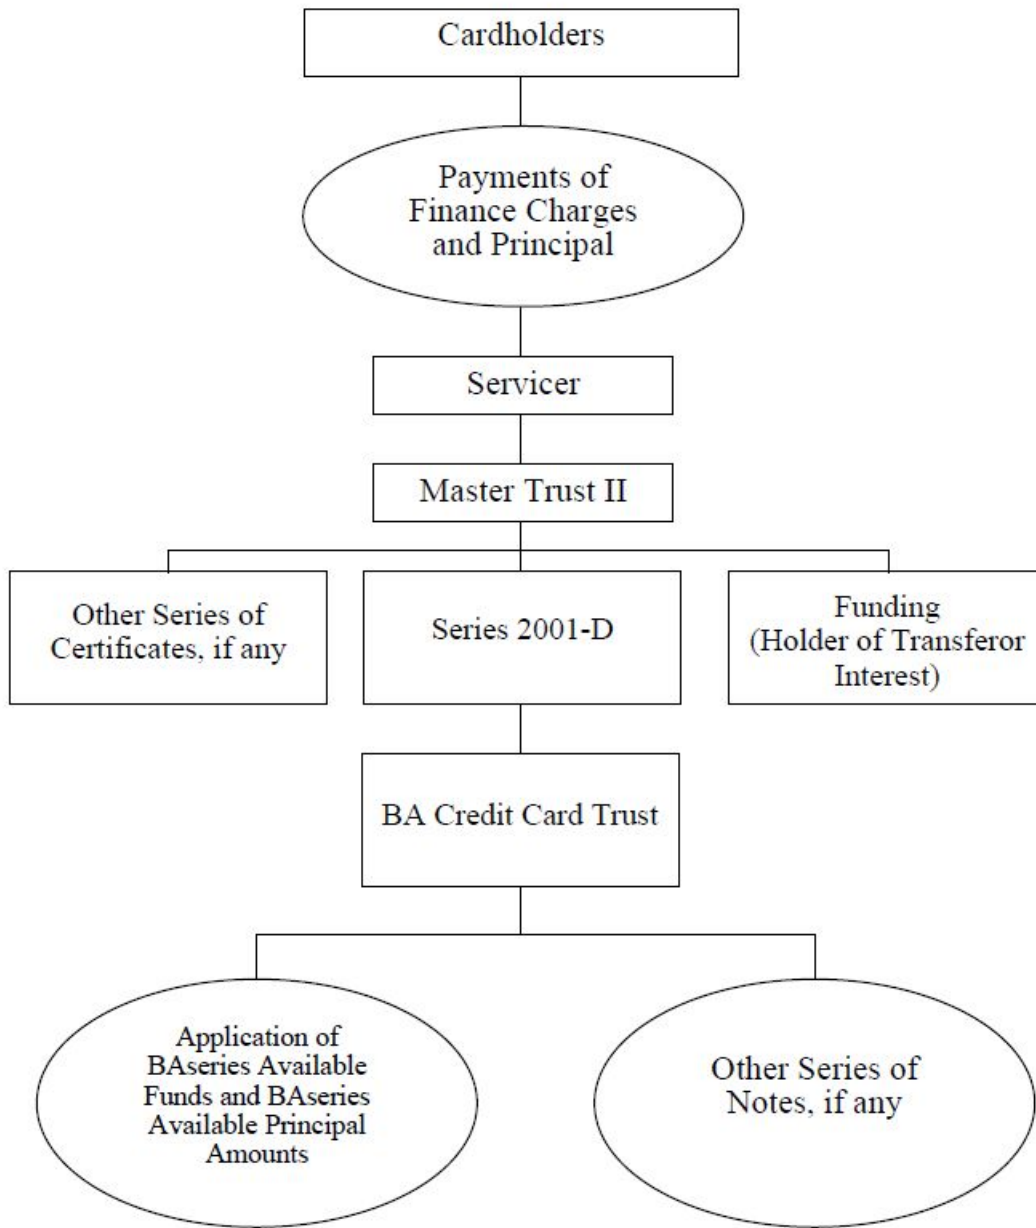 Cardholders
Payments of
Finance Charges
and Principal
Servicer
Master Trust II
Other Series of
Certificates, if any
Series 2001-D
Funding
(Holder of Transferor
Interest)
BA Credit Card Trust
Application of
BAseries Available
Funds and BAseries
Available Principal
Amounts
Other Series of
Notes, if any